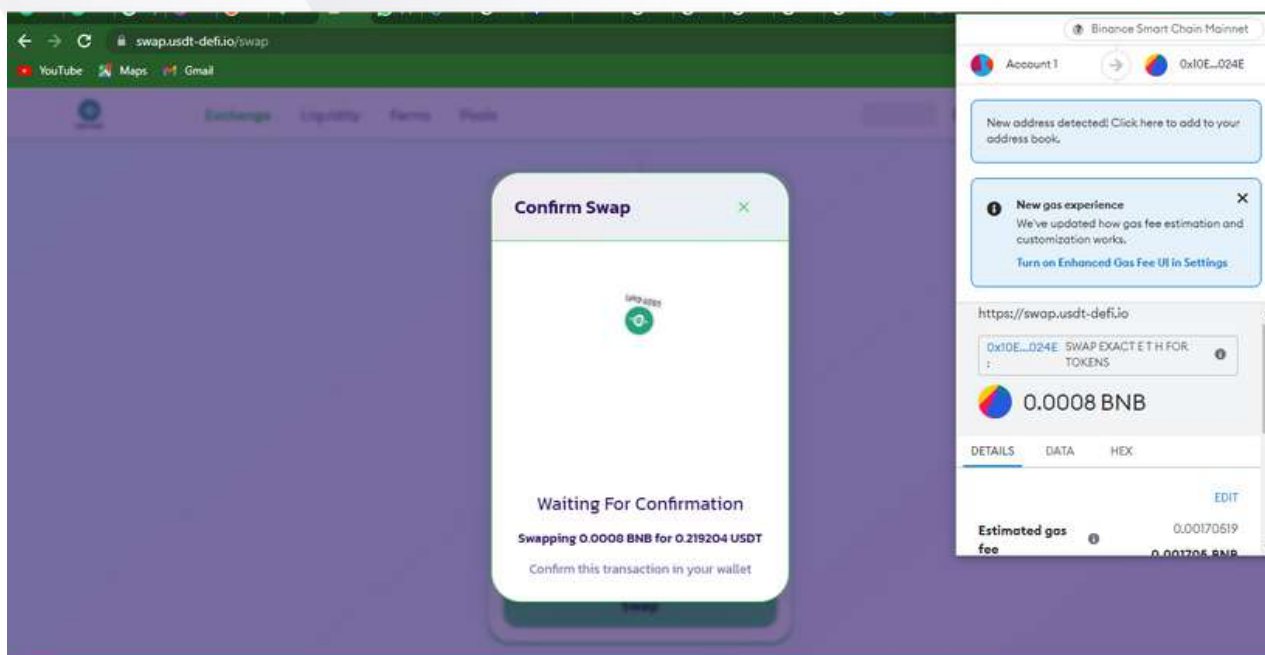 swap.usdt-defi.io/swap
YouTube Maps Gmail
Exchange Liquidity Farms Pools
Confirm Swap ×
Waiting For Confirmation
Swapping 0.0008 BNB for 0.219204 USDT
Confirm this transaction in your wallet
Swap
Binance Smart Chain Mainnet
Account 1 0x10E...024E
New address detected! Click here to add to your
address book.
New gas experience
We've updated how gas fee estimation and
customization works.
Turn on Enhanced Gas Fee UI in Settings
https://swap.usdt-defi.io
0x10E...024E SWAP EXACT E T H FOR
: TOKENS
0.0008 BNB
DETAILS DATA HEX
EDIT
Estimated gas 0.00170519
fee 0.001705 BNB